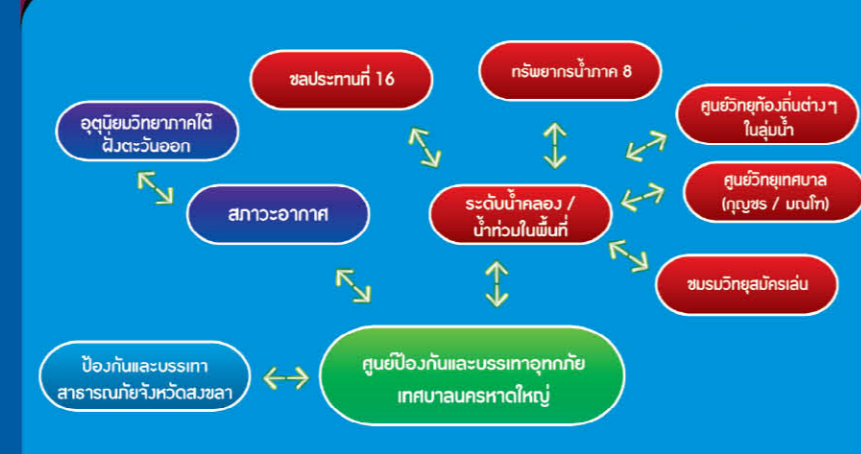 ชลประทานที่ 16
ทรัพยากรน้ำภาค 8
ศูนย์วิทยุท้องถิ่นต่างๆ
ในลุ่มน้ำ
อุตุนิยมวิทยาภาคใต้
ฝั่งตะวันออก
ศูนย์วิทยุเทศบาล
(กุญชร / มณโฑ)
สภาวะอากาศ
ระดับน้ำคลอง /
น้ำท่วมในพื้นที่
ชมรมวิทยุสมัครเล่น
ป้องกันและบรรเทา
สาธารณภัยจังหวัดสงขลา
ศูนย์ป้องกันและบรรเทาอุทกภัย
เทศบาลนครหาดใหญ่